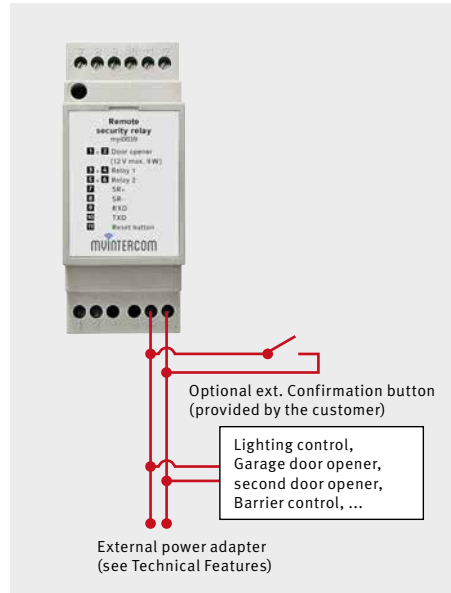 Remote
security relay
myi0039
1 + 2 Door opener
(12 V max. 9 W)
3 + 4 Relay 1
5 + 6 Relay 2
7 SR+
8 SR-
9 RXD
10 TXD
11 Reset button
MYINTERCOM
Optional ext. Confirmation button
(provided by the customer)
Lighting control,
Garage door opener,
second door opener,
Barrier control, ...
External power adapter
(see Technical Features)